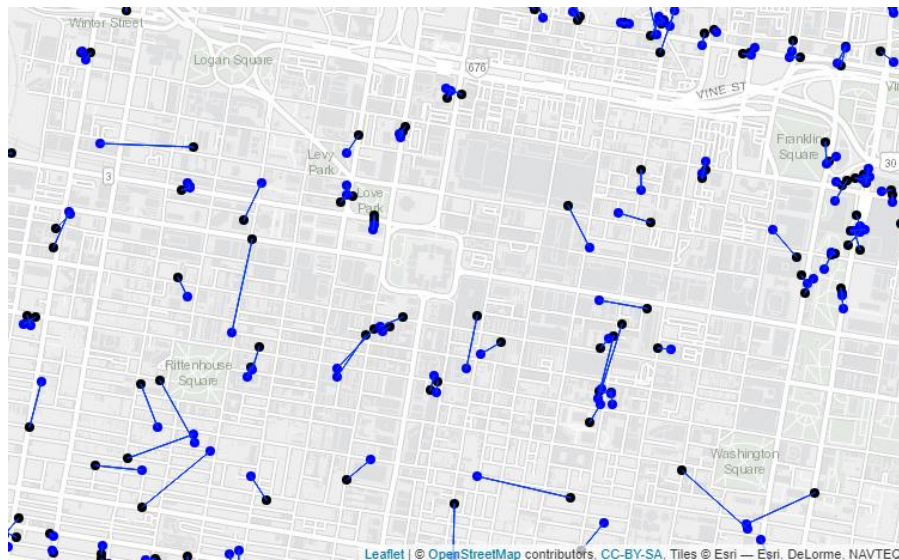 Winter Street
Logan Square
676
VINE ST
Franklin
Square
30
Levy
Park
3
Love
Park
Rittenhouse
Square
Washington
Square
Leaflet | © OpenStreetMap contributors, CC-BY-SA, Tiles © Esri — Esri, DeLorme, NAVTEQ